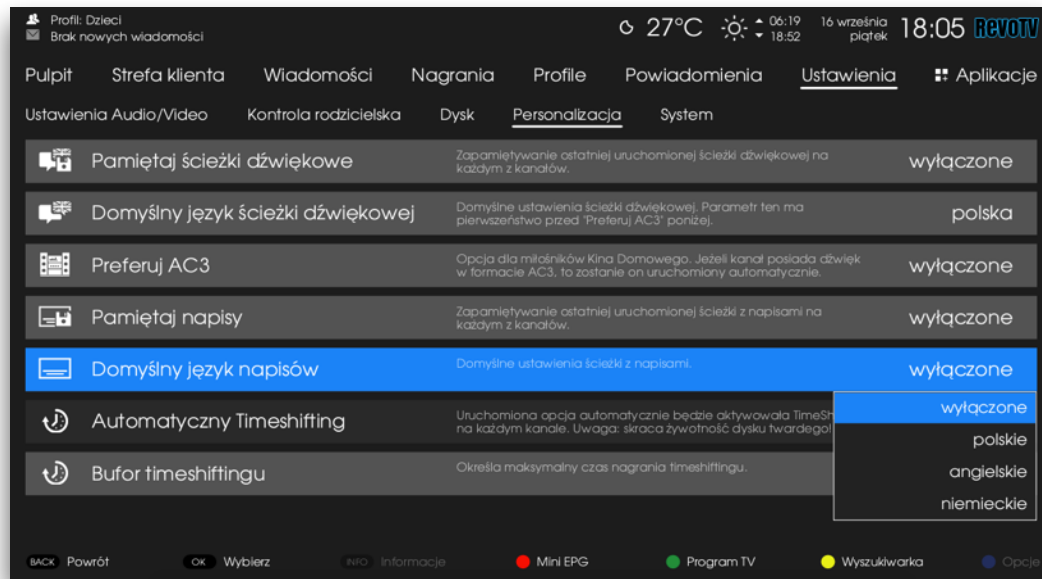 Profil: Dzieci
Brak nowych wiadomości
27°C
06:19
18:52
16 września
piątek
18:05
RevoTV
Pulpit Strefa klienta Wiadomości Nagrania Profile Powiadomienia Ustawienia Aplikacje
Ustawienia Audio/Video Kontrola rodzicielska Dysk Personalizacja System
Pamiętaj ścieżki dźwiękowe
Zapamiętywanie ostatniej uruchomionej ścieżki dźwiękowej na
każdym z kanałów.
wyłączone
Domyślny język ścieżki dźwiękowej
Domyślne ustawienia ścieżki dźwiękowej. Parametr ten ma
pierwszeństwo przed "Preferuj AC3" poniżej.
polska
Preferuj AC3
Opcja dla miłośników Kina Domowego. Jeżeli kanał posiada dźwięk
w formacie AC3, to zostanie on uruchomiony automatycznie.
wyłączone
Pamiętaj napisy
Zapamiętywanie ostatniej uruchomionej ścieżki z napisami na
każdym z kanałów.
wyłączone
Domyślny język napisów
Domyślne ustawienia ścieżki z napisami.
wyłączone
Automatyczny Timeshifting
Uruchomiona opcja automatycznie będzie aktywowała TimeSh
na każdym kanale. Uwaga: skraca żywotność dysku twardego!
Bufor timeshiftingu
Określa maksymalny czas nagrania timeshiftingu.
wyłączone
polskie
angielskie
niemieckie
BACK Powrót OK Wybierz INFO Informacje Mini EPG Program TV Wyszukiwarka Opcje